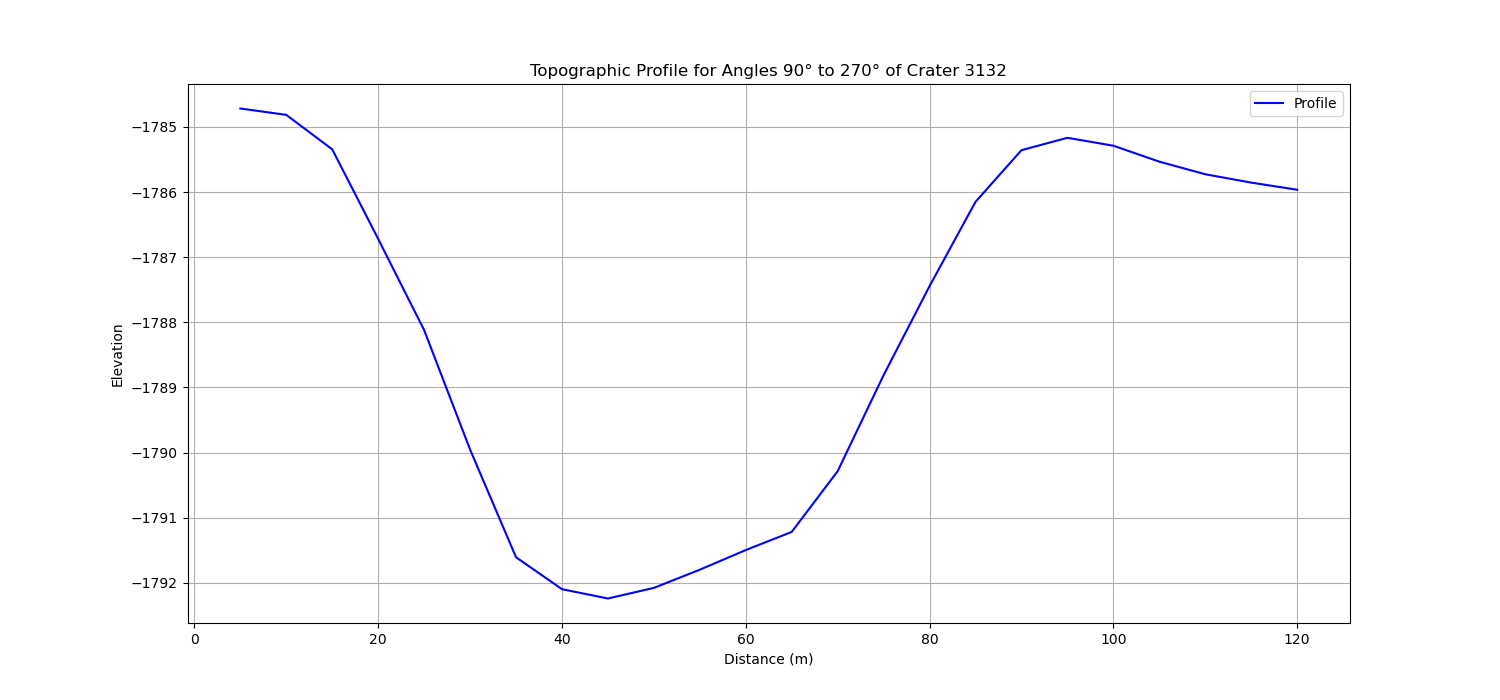 Topographic Profile for Angles 90° to 270° of Crater 3132
Profile
−1785
−1786
−1787
−1788
−1789
−1790
−1791
−1792
Elevation
0 20 40 60 80 100 120
Distance (m)